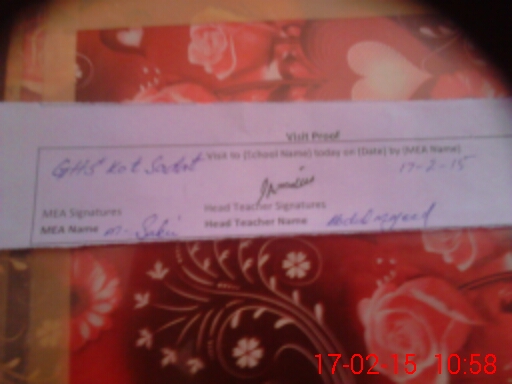 Visit Proof
GHS Kot Visit to (School Name) today on (Date) by (MEA Name)
17-2-15
MEA Signatures Head Teacher Signatures
MEA Name M. Head Teacher Name
17-02-15 10:58